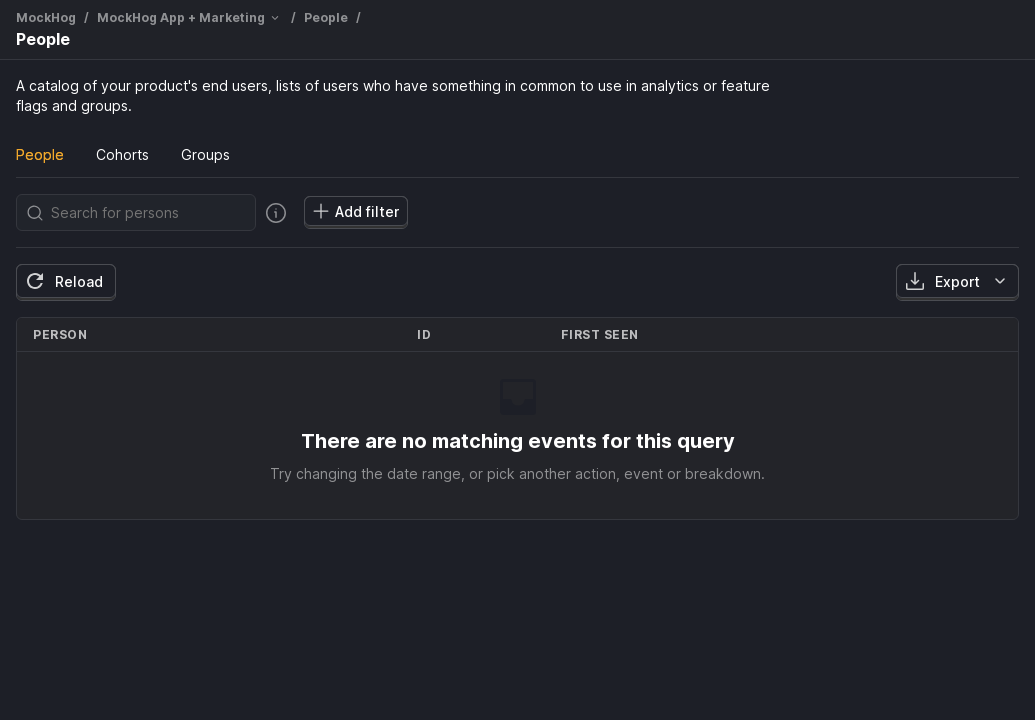 MockHog / MockHog App + Marketing / People /
People
A catalog of your product's end users, lists of users who have something in common to use in analytics or feature
flags and groups.
People Cohorts Groups
Search for persons Add filter
Reload Export
PERSON ID FIRST SEEN
There are no matching events for this query
Try changing the date range, or pick another action, event or breakdown.